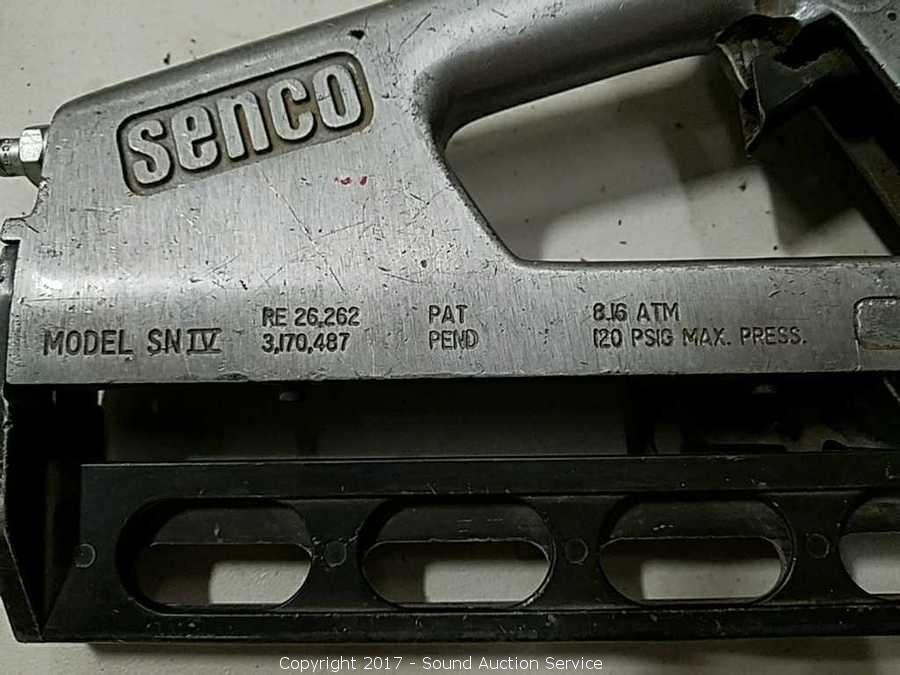 senco
MODEL SN IV
RE 26,262
3,170,487
PAT
PEND
8.16 ATM
120 PSIG MAX. PRESS.
Copyright 2017 - Sound Auction Service